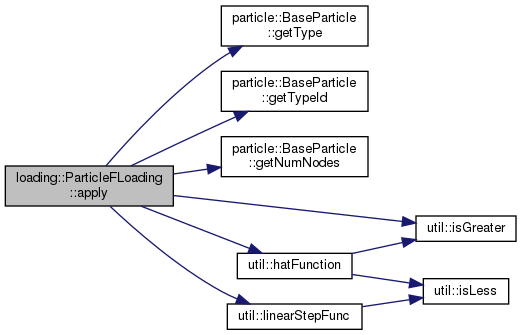 particle::BaseParticle
::getType
particle::BaseParticle
::getTypeId
particle::BaseParticle
::getNumNodes
loading::ParticleFLoading
::apply
util::isGreater
util::hatFunction
util::isLess
util::linearStepFunc